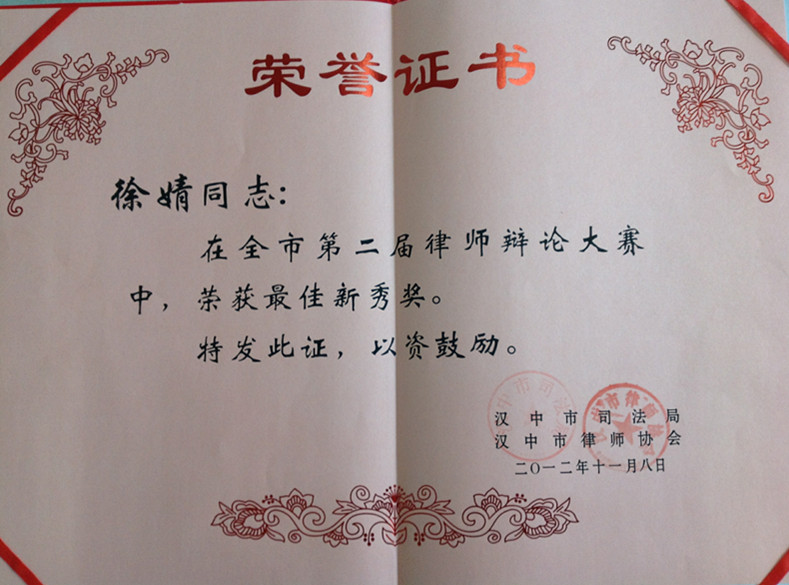 荣誉证书
徐婧同志：
在全市第二届律师辩论大赛
中，荣获最佳新秀奖。
特发此证，以资鼓励。
汉中市司法局
汉中市律师协会
二〇一二年十一月八日